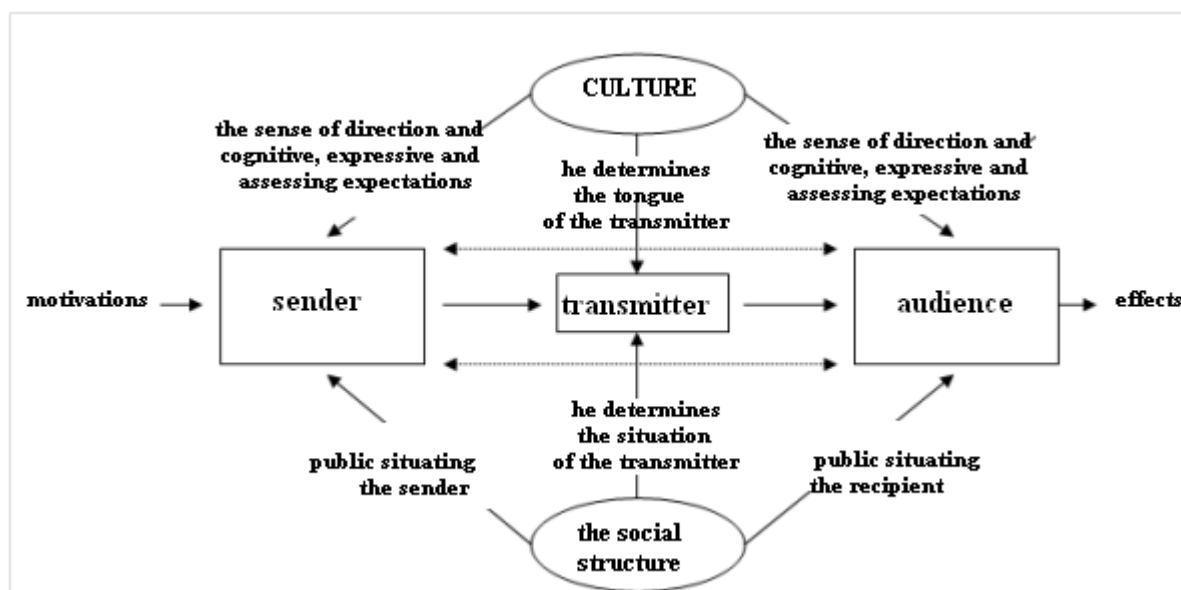 CULTURE
the sense of direction and
cognitive, expressive and
assessing expectations
he determines
the tongue
of the transmitter
the sense of direction and
cognitive, expressive and
assessing expectations
motivations
sender
transmitter
audience
effects
public situating
the sender
he determines
the situation
of the transmitter
public situating
the recipient
the social
structure